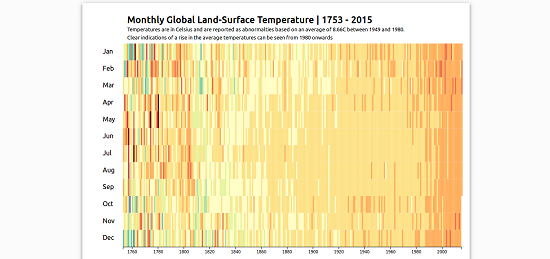 Monthly Global Land-Surface Temperature | 1753 - 2015
Temperatures are in Celsius and are reported as abnormalities based on an average of 8.66C between 1949 and 1980.
Clear indications of a rise in the average temperatures can be seen from 1980 onwards
Jan
Feb
Mar
Apr
May
Jun
Jul
Aug
Sep
Oct
Nov
Dec
1760 1780 1800 1820 1840 1860 1880 1900 1920 1940 1960 1980 2000